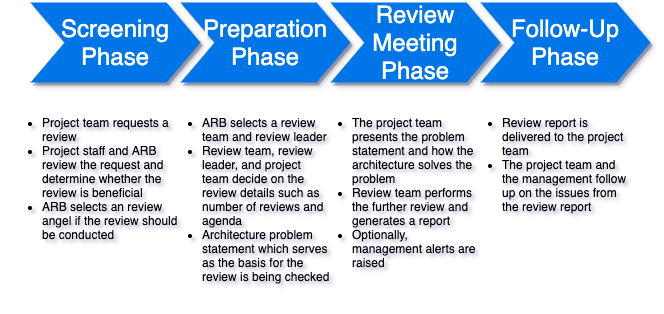 Screening
Phase
Preparation
Phase
Review
Meeting
Phase
Follow-Up
Phase
• Project team requests a
review
• Project staff and ARB
review the request and
determine whether the
review is beneficial
• ARB selects an review
angel if the review should
be conducted
• ARB selects a review
team and review leader
• Review team, review
leader, and project
team decide on the
review details such as
number of reviews and
agenda
• Architecture problem
statement which serves
as the basis for the
review is being checked
• The project team
presents the problem
statement and how the
architecture solves the
problem
• Review team performs
the further review and
generates a report
• Optionally,
management alerts are
raised
• Review report is
delivered to the project
team
• The project team and
the management follow
up on the issues from
the review report